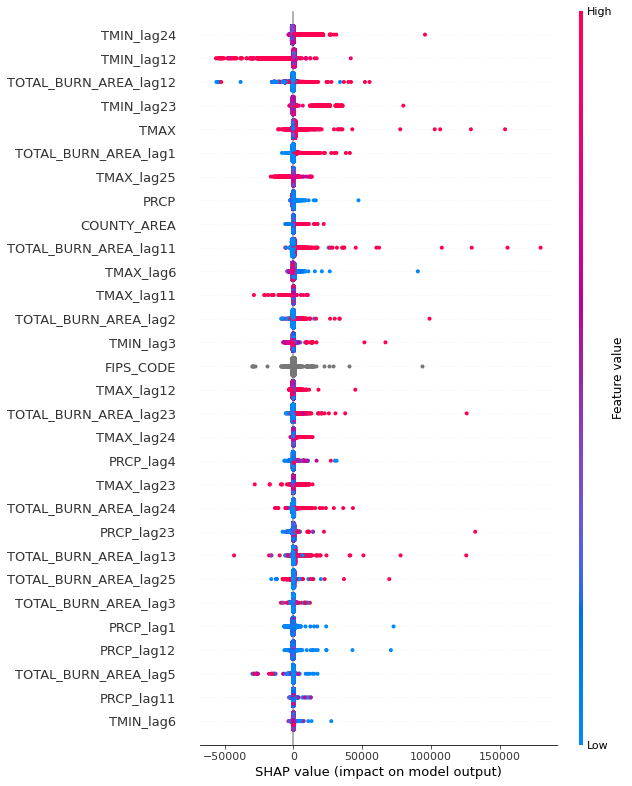 High
TMIN_lag24
TMIN_lag12
TOTAL_BURN_AREA_lag12
TMIN_lag23
TMAX
TOTAL_BURN_AREA_lag1
TMAX_lag25
PRCP
COUNTY_AREA
TOTAL_BURN_AREA_lag11
TMAX_lag6
TMAX_lag11
TOTAL_BURN_AREA_lag2
TMIN_lag3
FIPS_CODE
TMAX_lag12
TOTAL_BURN_AREA_lag23
TMAX_lag24
PRCP_lag4
TMAX_lag23
TOTAL_BURN_AREA_lag24
PRCP_lag23
TOTAL_BURN_AREA_lag13
TOTAL_BURN_AREA_lag25
TOTAL_BURN_AREA_lag3
PRCP_lag1
PRCP_lag12
TOTAL_BURN_AREA_lag5
PRCP_lag11
TMIN_lag6
Feature value
Low
−50000 0 50000 100000 150000
SHAP value (impact on model output)